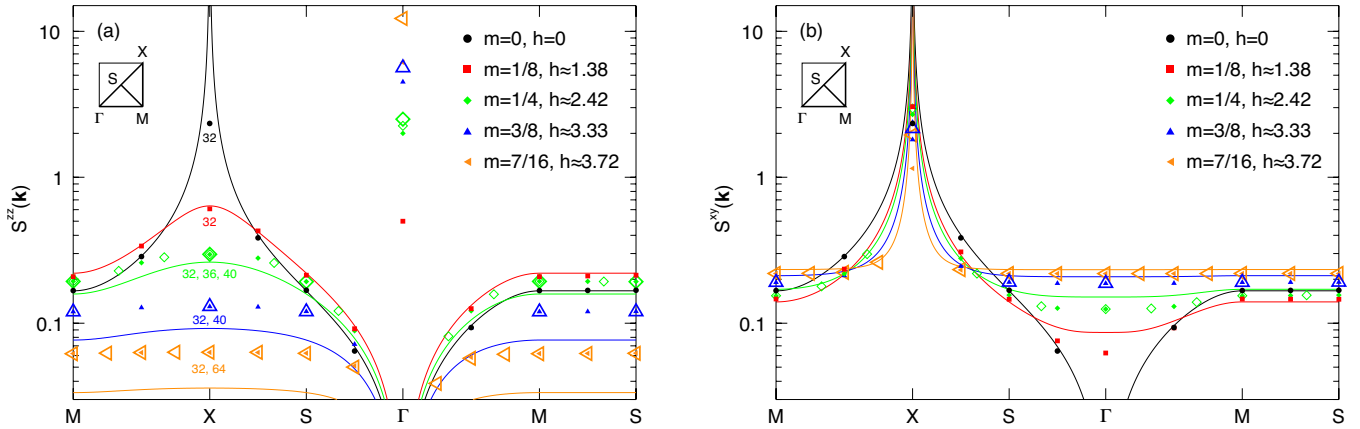 (a)
10
1
0.1
S^zz(k)
X
S
Γ
M
m=0, h=0
m=1/8, h≈1.38
m=1/4, h≈2.42
m=3/8, h≈3.33
m=7/16, h≈3.72
32
32
32, 36, 40
32, 40
32, 64
M X S Γ M S
(b)
10
1
0.1
S^xy(k)
X
S
Γ
M
m=0, h=0
m=1/8, h≈1.38
m=1/4, h≈2.42
m=3/8, h≈3.33
m=7/16, h≈3.72
M X S Γ M S